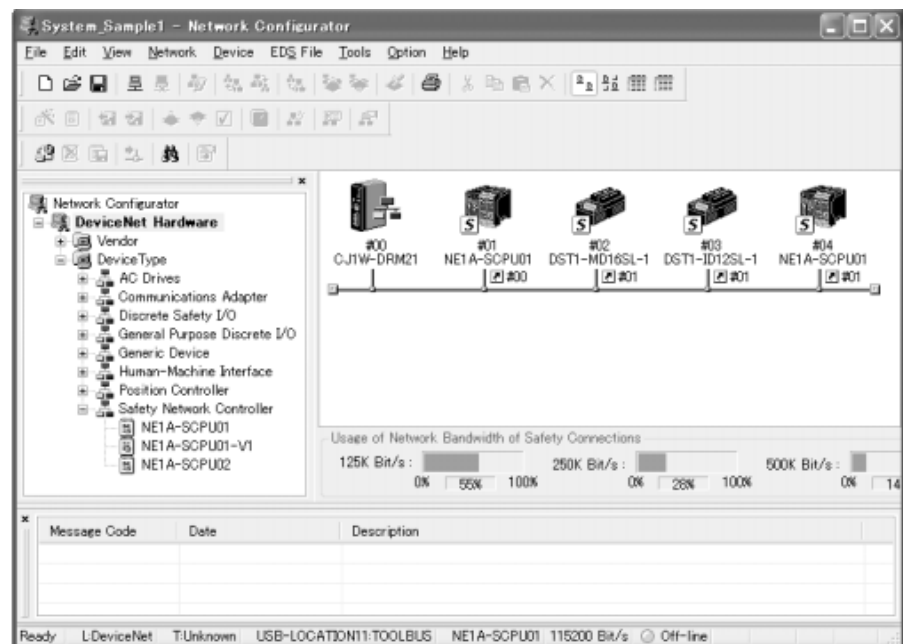 System_Sample1 - Network Configurator
File Edit View Network Device EDS File Tools Option Help
Network Configurator
DeviceNet Hardware
Vendor
DeviceType
AC Drives
Communications Adapter
Discrete Safety I/O
General Purpose Discrete I/O
Generic Device
Human-Machine Interface
Position Controller
Safety Network Controller
NE1A-SCPU01
NE1A-SCPU01-V1
NE1A-SCPU02
#00 #01 #02 #03 #04
CJ1W-DRM21 NE1A-SCPU01 DST1-MD16SL-1 DST1-ID12SL-1 NE1A-SCPU01
#00 #01 #01 #01
Usage of Network Bandwidth of Safety Connections
125K Bit/s : 250K Bit/s : 500K Bit/s :
0% 55% 100% 0% 28% 100% 0% 14
Message Code Date Description
Ready L:DeviceNet T:Unknown USB-LOCATION11:TOOLBUS NE1A-SCPU01 115200 Bit/s Off-line